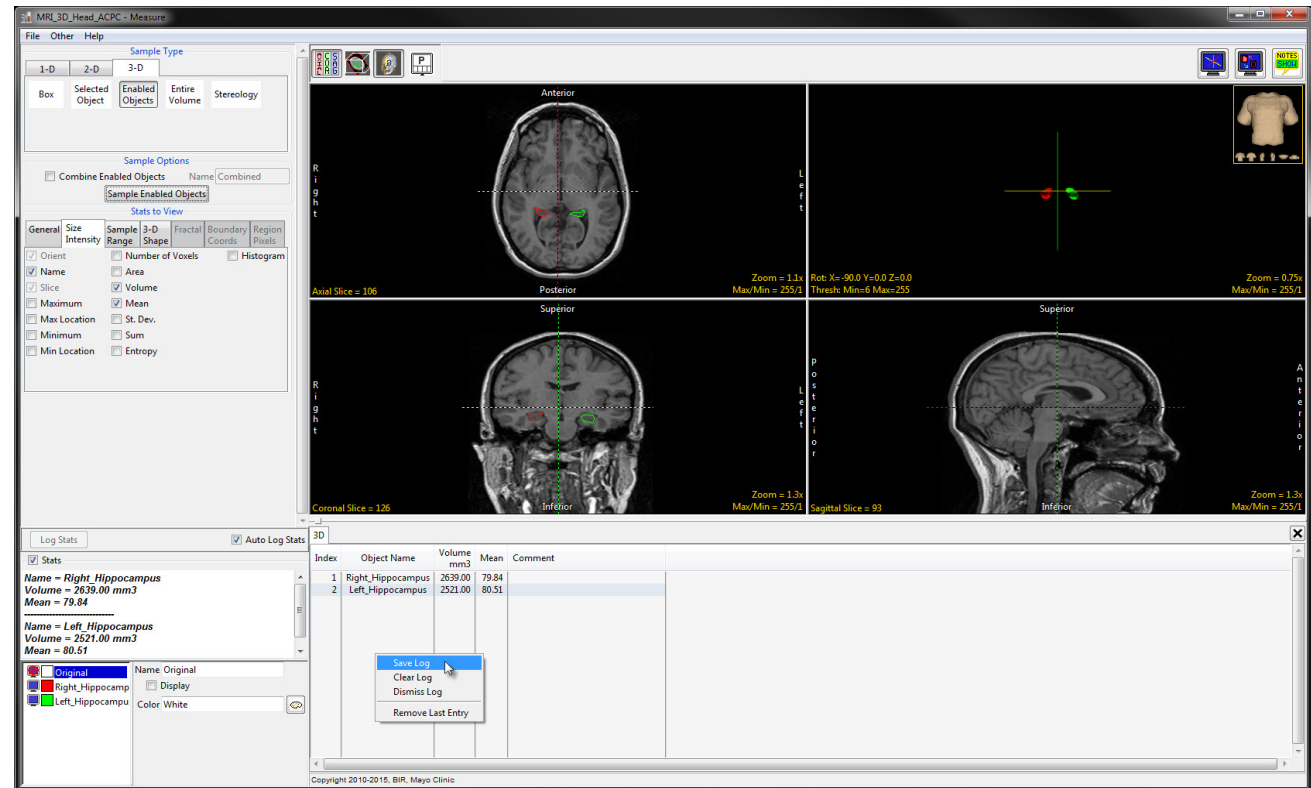 MRI_3D_Head_ACPC - Measure
File Other Help
Sample Type
1-D 2-D 3-D
Box Selected Object Enabled Objects Entire Volume Stereology
Sample Options
Combine Enabled Objects Name Combined
Sample Enabled Objects
Stats to View
General Size Intensity Sample Range 3-D Shape Fractal Boundary Coords Region Pixels
Orient Number of Voxels Histogram
Name Area
Slice Volume
Maximum Mean
Max Location St. Dev.
Minimum Sum
Min Location Entropy
Log Stats Auto Log Stats
Stats
Name = Right_Hippocampus
Volume = 2639.00 mm3
Mean = 79.84
----------------------------
Name = Left_Hippocampus
Volume = 2521.00 mm3
Mean = 80.51
Original
Right_Hippocamp
Left_Hippocampu
Name Original
Display
Color White
AXIAL COR SAG
P
NOTES SHOW
Anterior
Right
Left
Posterior
Axial Slice = 106
Zoom = 1.1x
Max/Min = 255/1
Rot: X=-90.0 Y=0.0 Z=0.0
Thresh: Min=6 Max=255
Zoom = 0.75x
Max/Min = 255/1
Superior
Right
Left
Inferior
Coronal Slice = 126
Zoom = 1.3x
Max/Min = 255/1
Superior
Posterior
Anterior
Inferior
Sagittal Slice = 93
Zoom = 1.3x
Max/Min = 255/1
3D
Index Object Name Volume mm3 Mean Comment
1 Right_Hippocampus 2639.00 79.84
2 Left_Hippocampus 2521.00 80.51
Save Log
Clear Log
Dismiss Log
Remove Last Entry
Copyright 2010-2015, BIR, Mayo Clinic